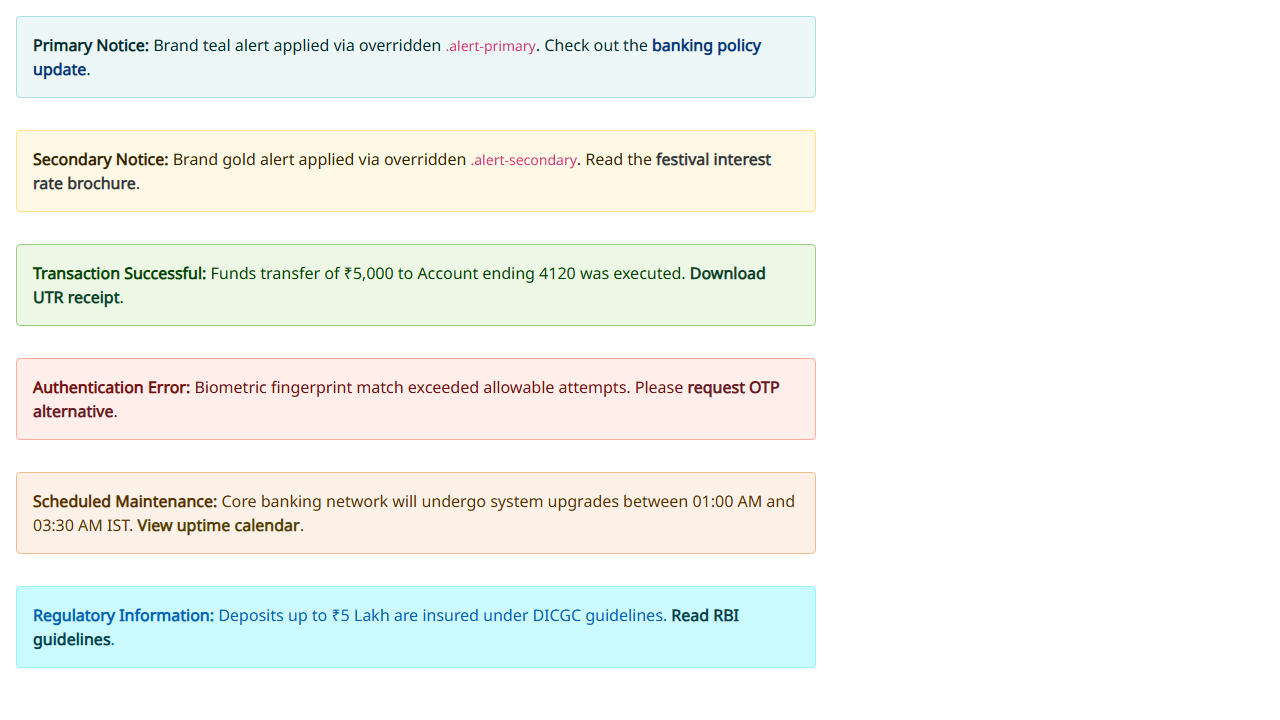 Primary Notice: Brand teal alert applied via overridden .alert-primary. Check out the banking policy
update.
Secondary Notice: Brand gold alert applied via overridden .alert-secondary. Read the festival interest
rate brochure.
Transaction Successful: Funds transfer of ₹5,000 to Account ending 4120 was executed. Download
UTR receipt.
Authentication Error: Biometric fingerprint match exceeded allowable attempts. Please request OTP
alternative.
Scheduled Maintenance: Core banking network will undergo system upgrades between 01:00 AM and
03:30 AM IST. View uptime calendar.
Regulatory Information: Deposits up to ₹5 Lakh are insured under DICGC guidelines. Read RBI
guidelines.